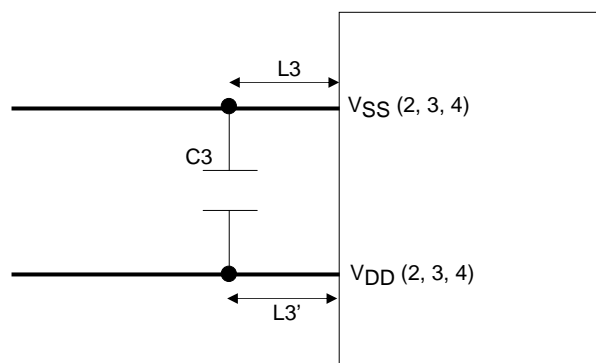 L3
VSS (2, 3, 4)
C3
VDD (2, 3, 4)
L3’